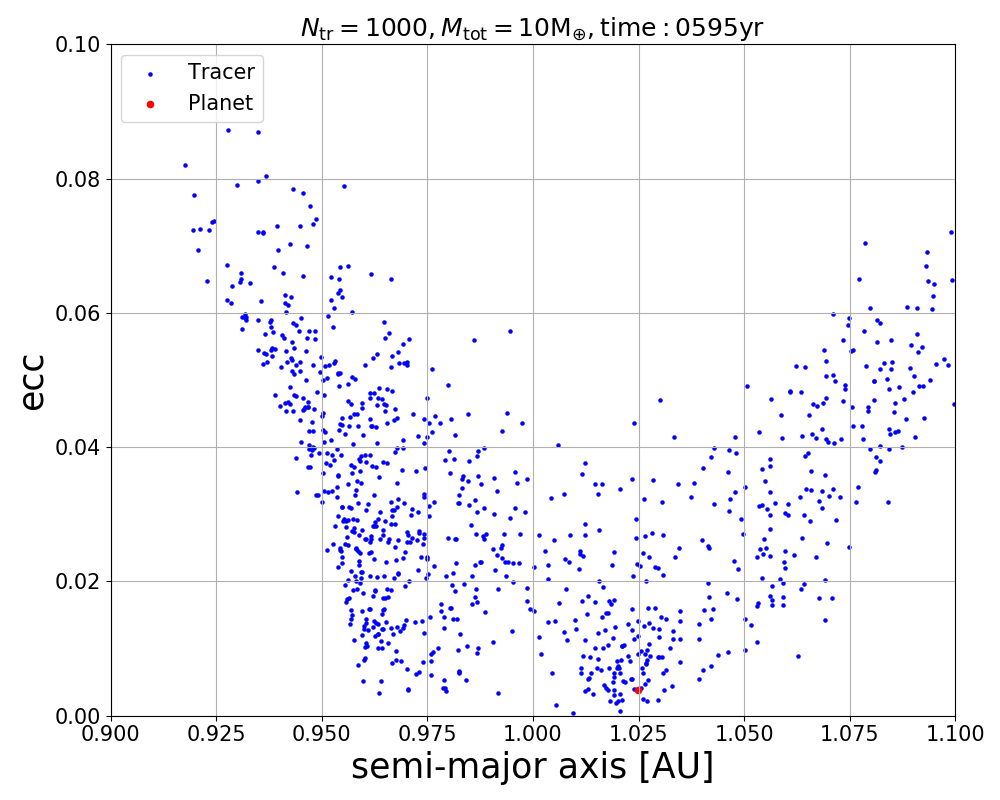 N_tr = 1000, M_tot = 10M_⊕, time : 0595yr
0.10
Tracer
Planet
0.08
0.06
ecc
0.04
0.02
0.00
0.900 0.925 0.950 0.975 1.000 1.025 1.050 1.075 1.100
semi-major axis [AU]